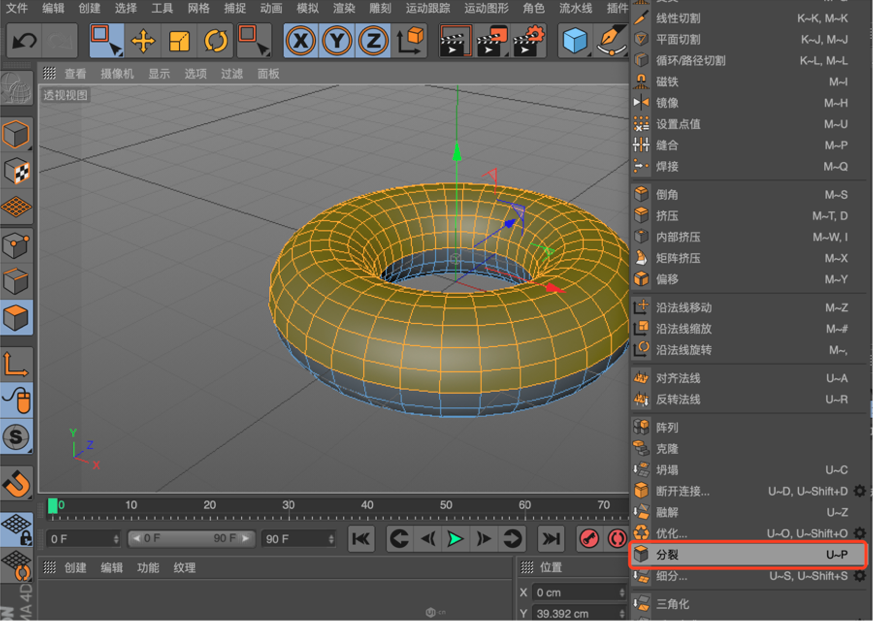 文件 编辑 创建 选择 工具 网格 捕捉 动画 模拟 渲染 雕刻 运动跟踪 运动图形 角色 流水线 插件
X Y Z
查看 摄像机 显示 选项 过滤 面板
透视视图
Y
Z
X
S
0 10 20 30 40 50 60 70
0 F 0 F 90 F 90 F
创建 编辑 功能 纹理
位置
X 0 cm
Y 39.392 cm
线性切割 K~K, M~K
平面切割 K~J, M~J
循环/路径切割 K~L, M~L
磁铁 M~I
镜像 M~H
设置点值 M~U
缝合 M~P
焊接 M~Q
倒角 M~S
挤压 M~T, D
内部挤压 M~W, I
矩阵挤压 M~X
偏移 M~Y
沿法线移动 M~Z
沿法线缩放 M~#
沿法线旋转 M~,
对齐法线 U~A
反转法线 U~R
阵列
克隆
坍塌 U~C
断开连接... U~D, U~Shift+D
融解 U~Z
优化... U~O, U~Shift+O
分裂 U~P
细分... U~S, U~Shift+S
三角化